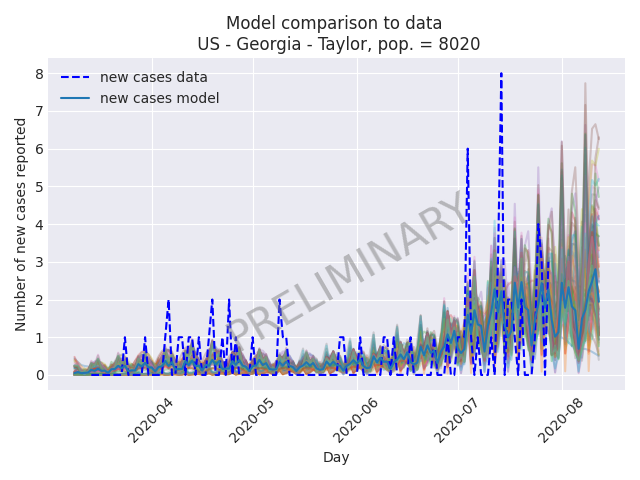 Model comparison to data
US - Georgia - Taylor, pop. = 8020
8
7
6
5
4
3
2
1
0
Number of new cases reported
new cases data
new cases model
PRELIMINARY
2020-04
2020-05
2020-06
2020-07
2020-08
Day